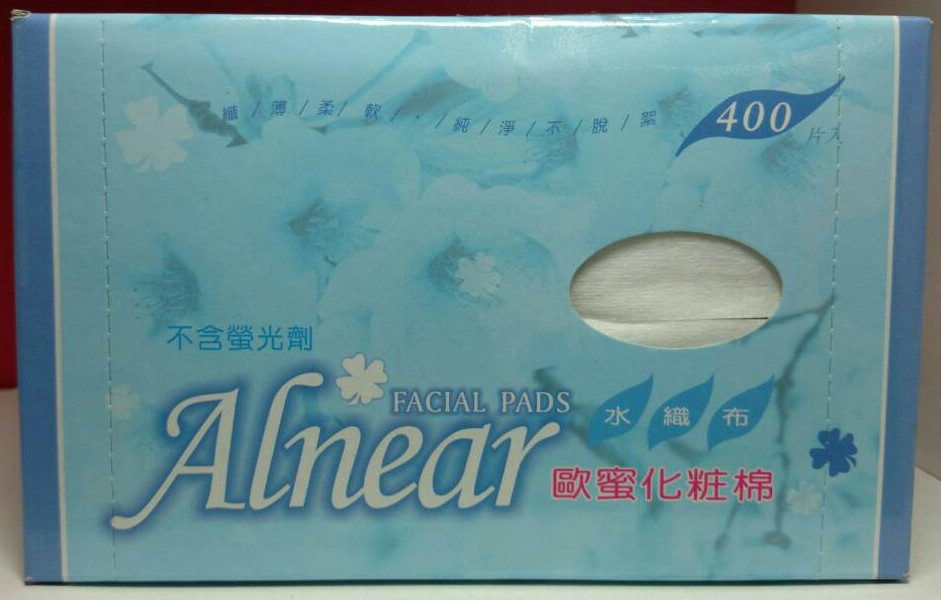 纖/薄/柔/軟/./純/淨/不/脫/絮
400
片入
不含螢光劑
Alnear
FACIAL PADS
水織布
歐蜜化粧棉